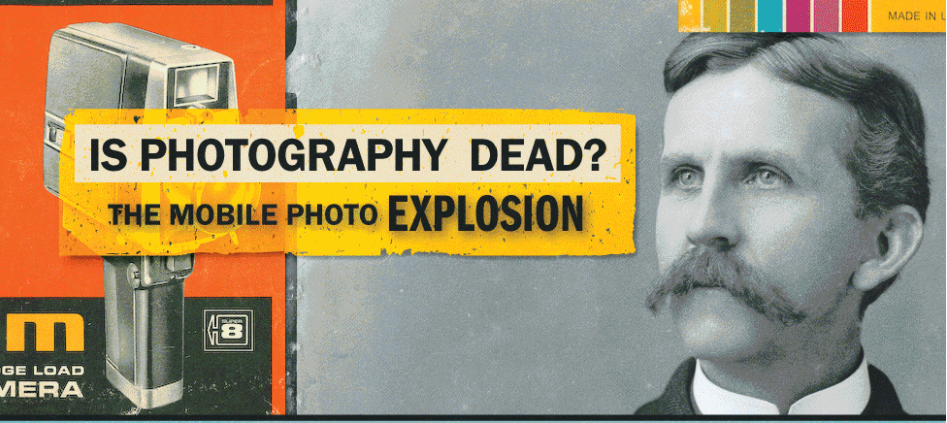 MADE IN U
IS PHOTOGRAPHY DEAD?
THE MOBILE PHOTO EXPLOSION
m
SUPER
8
GE LOAD
MERA